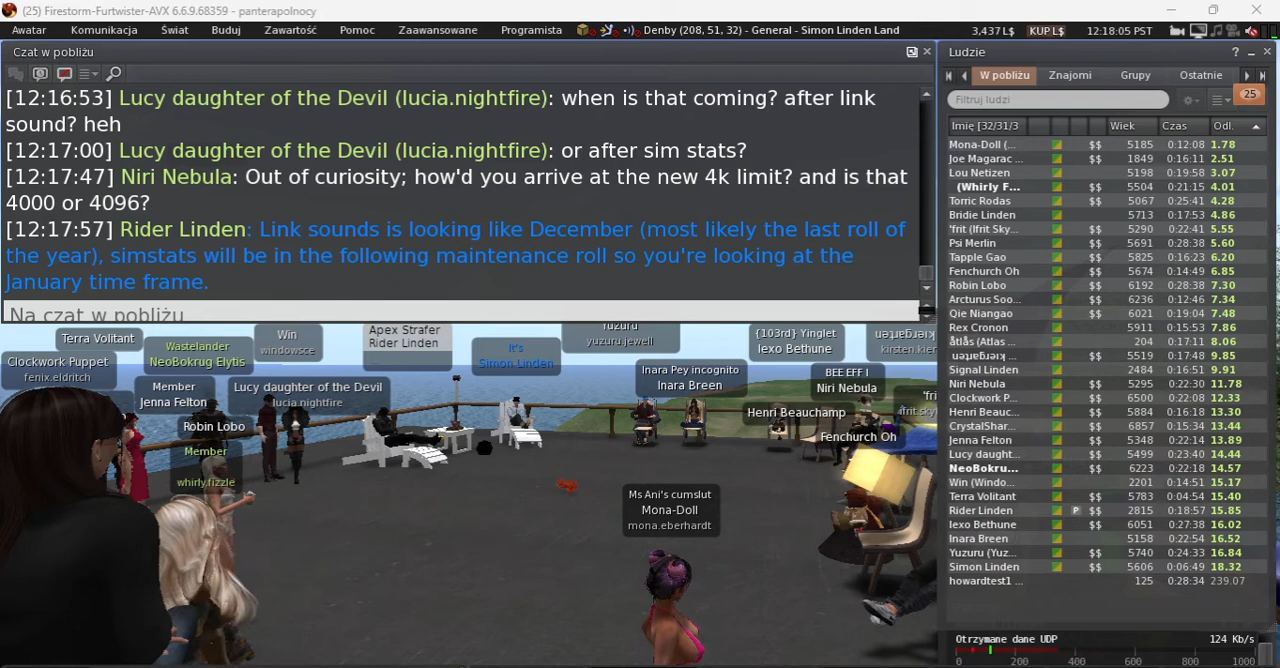 (25) Firestorm-Furtwister-AVX 6.6.9.68359 - panterapolnocy
Awatar Komunikacja Świat Buduj Zawartość Pomoc Zaawansowane Programista Denby (208, 51, 32) - General - Simon Linden Land 3,437 L$ KUP L$ 12:18:05 PST
Czat w pobliżu
[12:16:53] Lucy daughter of the Devil (lucia.nightfire): when is that coming? after link
sound? heh
[12:17:00] Lucy daughter of the Devil (lucia.nightfire): or after sim stats?
[12:17:47] Niri Nebula: Out of curiosity; how'd you arrive at the new 4k limit? and is that
4000 or 4096?
[12:17:57] Rider Linden: Link sounds is looking like December (most likely the last roll of
the year), simstats will be in the following maintenance roll so you're looking at the
January time frame.
Na czat w pobliżu
Terra Volitant
Clockwork Puppet
fenix.eldritch
Wastelander
NeoBokrug Elytis
Win
windowsce
Apex Strafer
Rider Linden
It's
Simon Linden
Yuzuru
yuzuru.jewell
{103rd} Yinglet
Iexo Bethune
kirsten.kier
Member
Jenna Felton
Lucy daughter of the Devil
lucia.nightfire
Inara Pey incognito
Inara Breen
BEE EFF I
Niri Nebula
Robin Lobo
Henri Beauchamp
Fenchurch Oh
Member
whirly.fizzle
Ms Ani's cumslut
Mona-Doll
mona.eberhardt
Ludzie
W pobliżu Znajomi Grupy Ostatnie
Filtruj ludzi
25
Imię [32/31/3 Wiek Czas Odl.
Mona-Doll (... $$ 5185 0:12:08 1.78
Joe Magarac ... $$ 1849 0:16:11 2.51
Lou Netizen 0:19:58 3.07
(Whirly F... $$ 5504 0:21:15 4.01
Torric Rodas $$ 5067 0:25:41 4.28
Bridie Linden 5713 0:17:53 4.86
'frit (Ifrit Sky... $$ 5290 0:22:41 5.55
Psi Merlin $$ 5691 0:28:38 5.60
Tapple Gao $$ 5825 0:16:23 6.20
Fenchurch Oh $$ 5674 0:14:49 6.85
Robin Lobo $$ 6192 0:28:38 7.30
Arcturus Soo... $$ 6236 0:12:46 7.34
Qie Niangao $$ 6021 0:19:04 7.48
Rex Cronon 5911 0:15:53 7.86
åtlås (Atlas ... 204 0:17:11 8.06
$$ 5519 0:17:48 9.85
Signal Linden 2484 0:16:51 9.91
Niri Nebula $$ 5295 0:22:30 11.78
Clockwork P... $$ 6500 0:22:08 12.33
Henri Beauc... $$ 5884 0:16:18 13.30
CrystalShar... $$ 6857 0:15:34 13.44
Jenna Felton $$ 5348 0:22:14 13.89
Lucy daught... $$ 5499 0:23:40 14.44
NeoBokru... $$ 6223 0:22:18 14.57
Win (Windo... 2201 0:14:51 15.17
Terra Volitant $$ 5783 0:04:54 15.40
Rider Linden P $$ 2815 0:18:57 15.85
Iexo Bethune $$ 6051 0:27:38 16.02
Inara Breen 5158 0:22:54 16.52
Yuzuru (Yuz... $$ 5740 0:24:33 16.84
Simon Linden $$ 5606 0:06:49 18.32
howardtest1 ... 125 0:28:34 239.07
Otrzymane dane UDP 124 Kb/s
0 200 400 600 800 1000